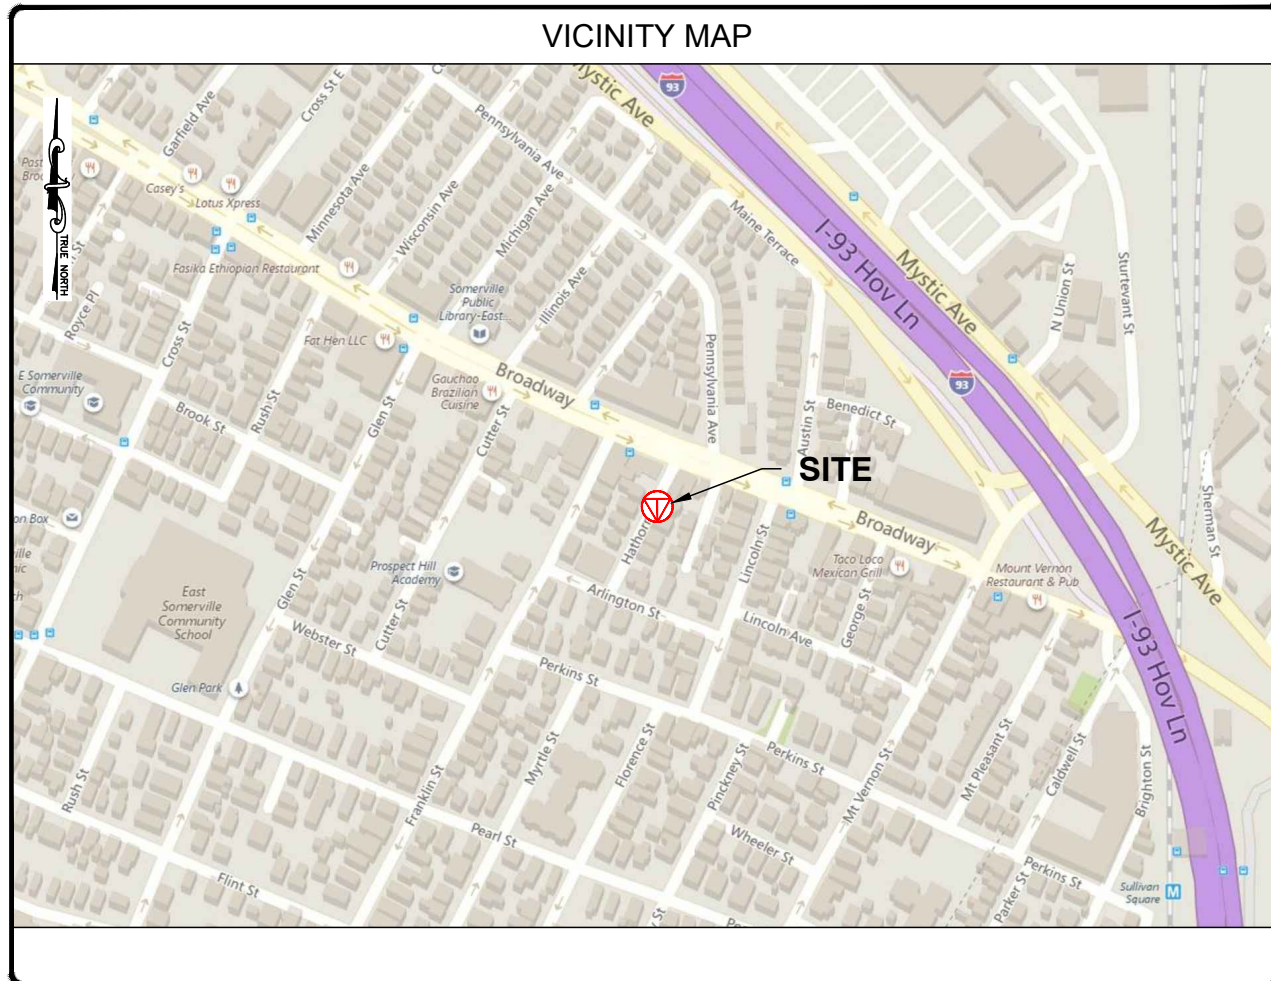 VICINITY MAP
Mystic Ave
93
Cross St E
Garfield Ave
Pennsylvania Ave
Minnesota Ave
Wisconsin Ave
Michigan Ave
Casey's
Lotus Xpress
TRUE NORTH
Maine Terrace
I-93 Hov Ln
Mystic Ave
Sturtevant St
N Union St
Fasika Ethiopian Restaurant
Illinois Ave
Somerville
Public
Library-East...
Royce Pl
Cross St
Fat Hen LLC
Pennsylvania Ave
E Somerville
Community
Gauchao
Brazilian
Cuisine
Broadway
93
Brook St
Rush St
Glen St
Cutter St
Austin St
Benedict St
SITE
Sherman St
Broadway
Lincoln St
Taco Loco
Mexican Grill
Mount Vernon
Restaurant & Pub
Mystic Ave
Prospect Hill
Academy
Glen St
Arlington St
East
Somerville
Community
School
Webster St
Cutter St
Lincoln Ave
George St
I-93 Hov Ln
Glen Park
Perkins St
Perkins St
Rush St
Franklin St
Myrtle St
Florence St
Pinckney St
Mt Vernon St
Mt Pleasant St
Caldwell St
Brighton St
Pearl St
Wheeler St
Flint St
Parker St
Perkins St
Sullivan
Square
M